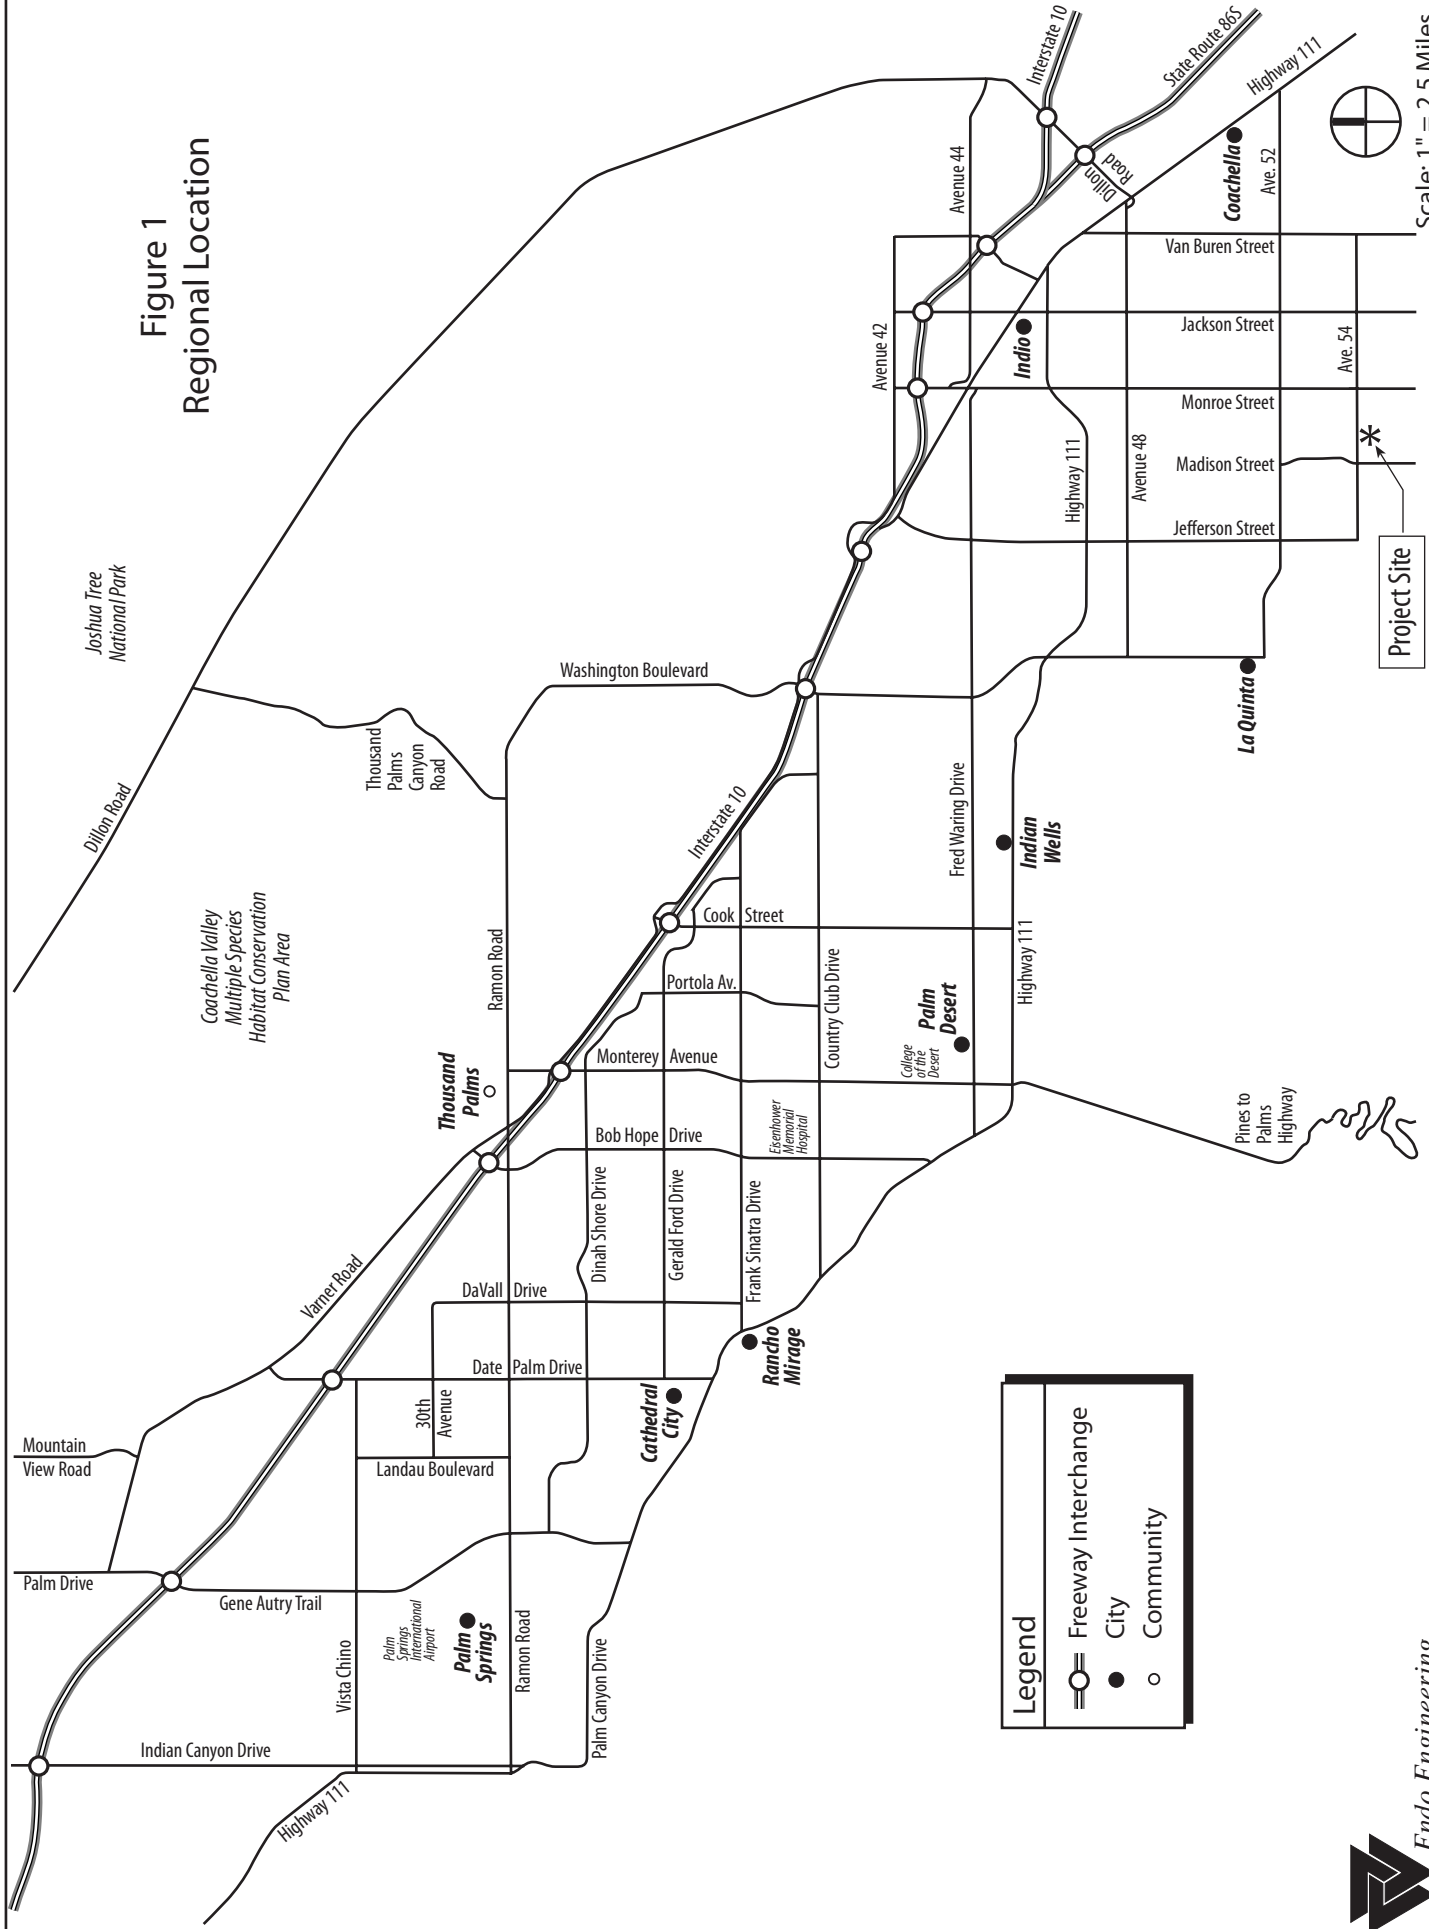 Figure 1
Regional Location
Joshua Tree
National Park
Coachella Valley
Multiple Species
Habitat Conservation
Plan Area
Dillon Road
Thousand
Palms
Canyon
Road
Washington Boulevard
Interstate 10
Interstate 10
State Route 86S
Highway 111
Dillon
Road
Avenue 44
Avenue 42
Coachella
Ave. 52
Van Buren Street
Jackson Street
Indio
Ave. 54
Monroe Street
Madison Street
Highway 111
Avenue 48
Jefferson Street
*
Project Site
La Quinta
Fred Waring Drive
Indian
Wells
Cook Street
Ramon Road
Portola Av.
Country Club Drive
Highway 111
Palm
Desert
College
of the
Desert
Thousand
Palms
Monterey Avenue
Bob Hope Drive
Eisenhower
Memorial
Hospital
Pines to
Palms
Highway
Dinah Shore Drive
Gerald Ford Drive
Frank Sinatra Drive
Varner Road
DaVall Drive
Date Palm Drive
Rancho
Mirage
Cathedral
City
30th
Avenue
Landau Boulevard
Mountain
View Road
Palm Drive
Gene Autry Trail
Palm
Springs
International
Airport
Palm
Springs
Vista Chino
Ramon Road
Palm Canyon Drive
Indian Canyon Drive
Highway 111
Legend
Freeway Interchange
City
Community
Scale: 1" = 2.5 Miles
Endo Engineering